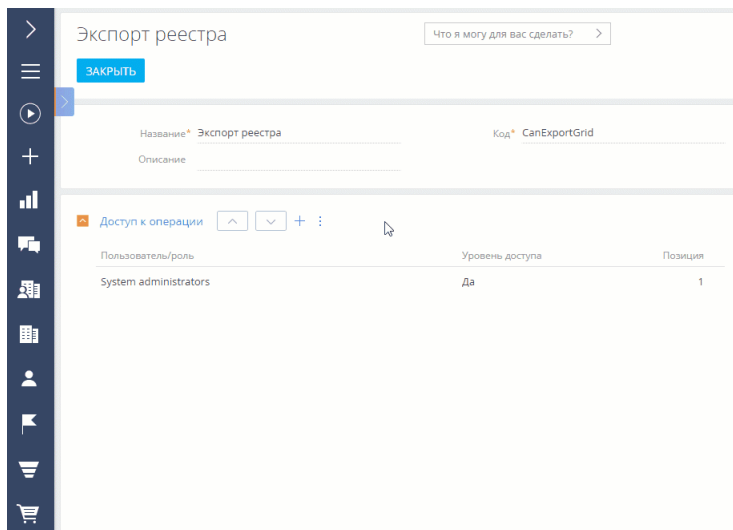 Экспорт реестра
Что я могу для вас сделать?
ЗАКРЫТЬ
Название* Экспорт реестра
Код* CanExportGrid
Описание
Доступ к операции
Пользователь/роль Уровень доступа Позиция
System administrators Да 1